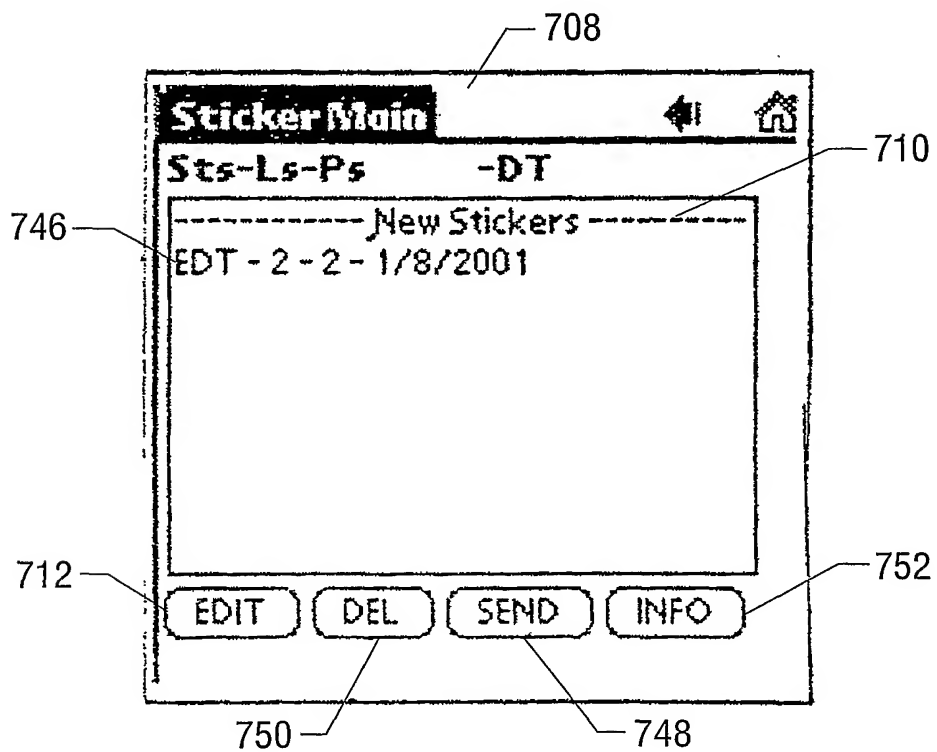 708
Sticker Main
Sts-Ls-Ps -DT
710
------------ New Stickers ----------
746
EDT - 2 - 2 - 1/8/2001
712
EDIT DEL SEND INFO
752
750
748